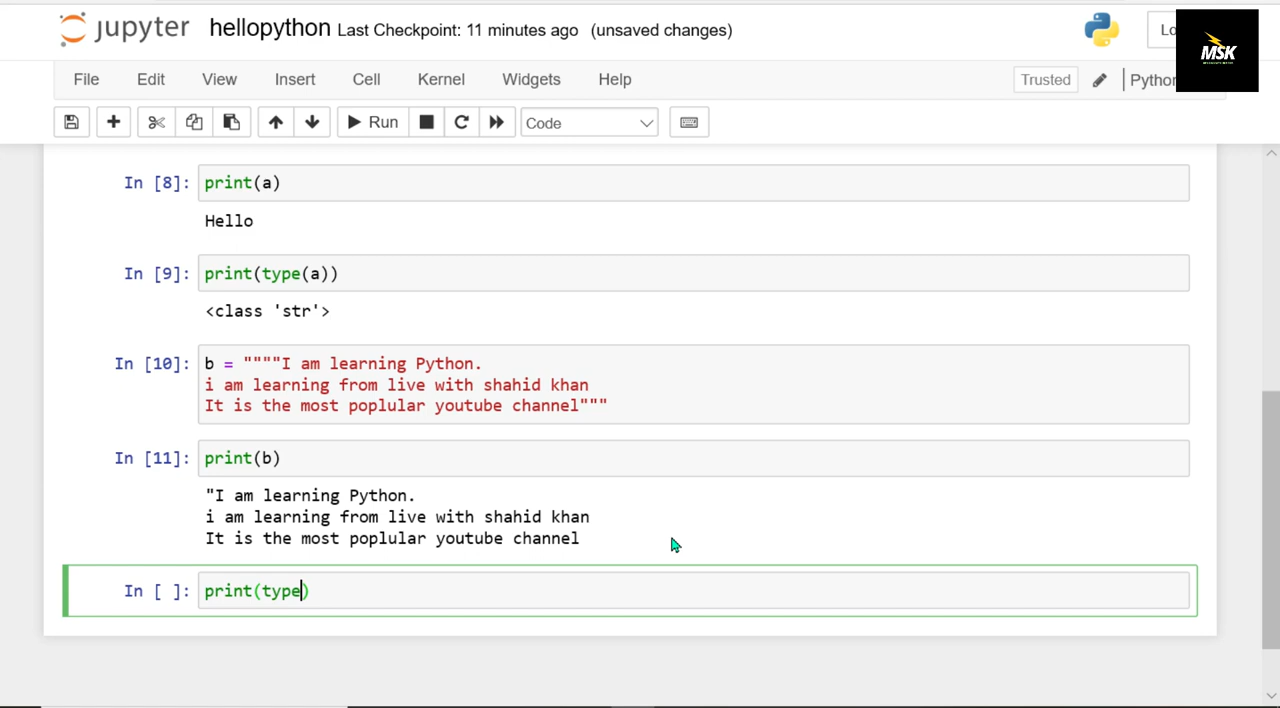 jupyter hellopython Last Checkpoint: 11 minutes ago (unsaved changes)
MSK
File Edit View Insert Cell Kernel Widgets Help Trusted
Run Code
In [8]: print(a)
Hello
In [9]: print(type(a))
<class 'str'>
In [10]: b = """"I am learning Python.
i am learning from live with shahid khan
It is the most poplular youtube channel"""
In [11]: print(b)
"I am learning Python.
i am learning from live with shahid khan
It is the most poplular youtube channel
In [ ]: print(type)